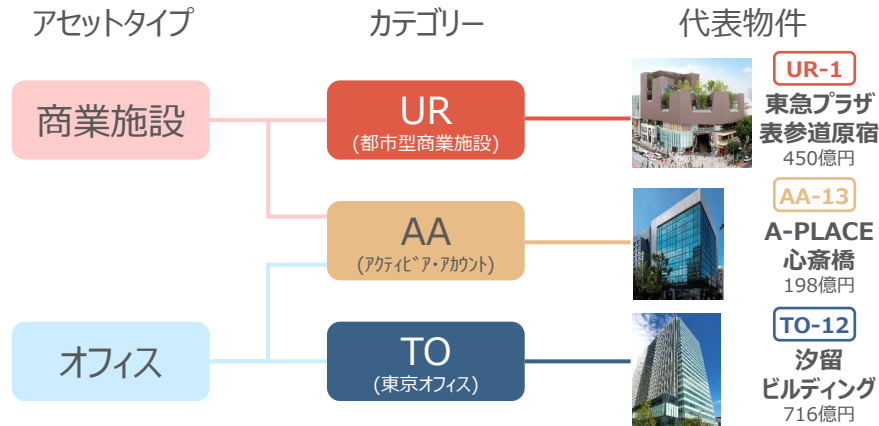 アセットタイプ
カテゴリー
代表物件
商業施設
オフィス
UR
(都市型商業施設)
AA
(ｱｸﾃｨﾋﾞｱ・ｱｶｳﾝﾄ)
TO
(東京オフィス)
UR-1
東急プラザ
表参道原宿
450億円
AA-13
A-PLACE
心斎橋
198億円
TO-12
汐留
ビルディング
716億円